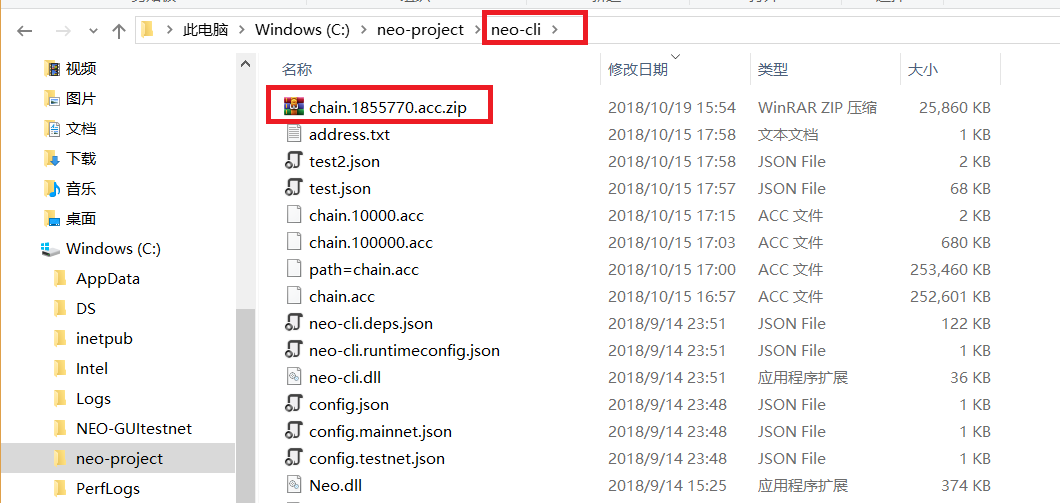 此电脑 > Windows (C:) > neo-project > neo-cli >
视频
图片
文档
下载
音乐
桌面
Windows (C:)
AppData
DS
inetpub
Intel
Logs
NEO-GUItestnet
neo-project
PerfLogs
名称 修改日期 类型 大小
chain.1855770.acc.zip 2018/10/19 15:54 WinRAR ZIP 压缩 25,860 KB
address.txt 2018/10/15 17:58 文本文档 1 KB
test2.json 2018/10/15 17:58 JSON File 2 KB
test.json 2018/10/15 17:57 JSON File 68 KB
chain.10000.acc 2018/10/15 17:15 ACC 文件 2 KB
chain.100000.acc 2018/10/15 17:03 ACC 文件 680 KB
path=chain.acc 2018/10/15 17:00 ACC 文件 253,460 KB
chain.acc 2018/10/15 16:57 ACC 文件 252,601 KB
neo-cli.deps.json 2018/9/14 23:51 JSON File 122 KB
neo-cli.runtimeconfig.json 2018/9/14 23:51 JSON File 1 KB
neo-cli.dll 2018/9/14 23:51 应用程序扩展 36 KB
config.json 2018/9/14 23:48 JSON File 1 KB
config.mainnet.json 2018/9/14 23:48 JSON File 1 KB
config.testnet.json 2018/9/14 23:48 JSON File 1 KB
Neo.dll 2018/9/14 15:25 应用程序扩展 374 KB